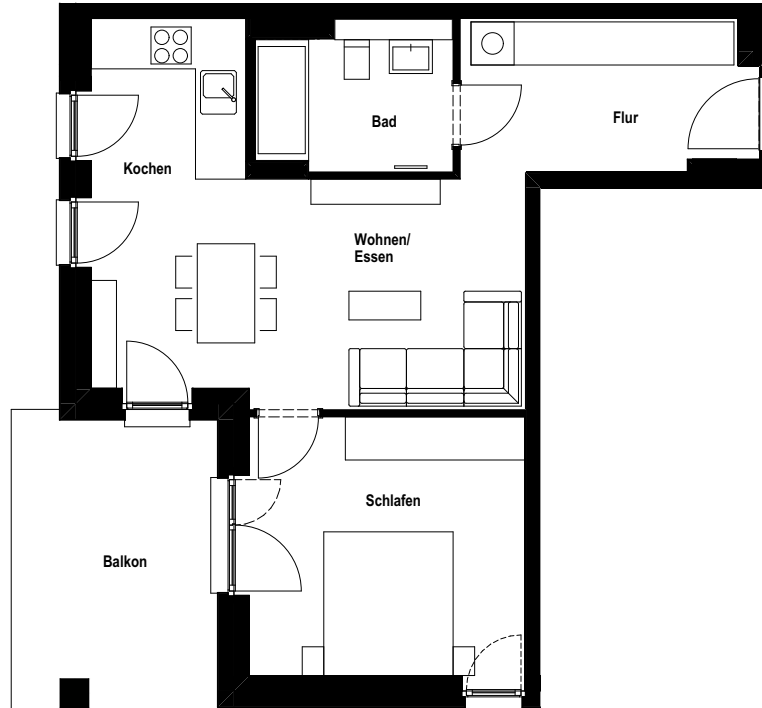 Bad
Flur
Kochen
Wohnen/
Essen
Schlafen
Balkon